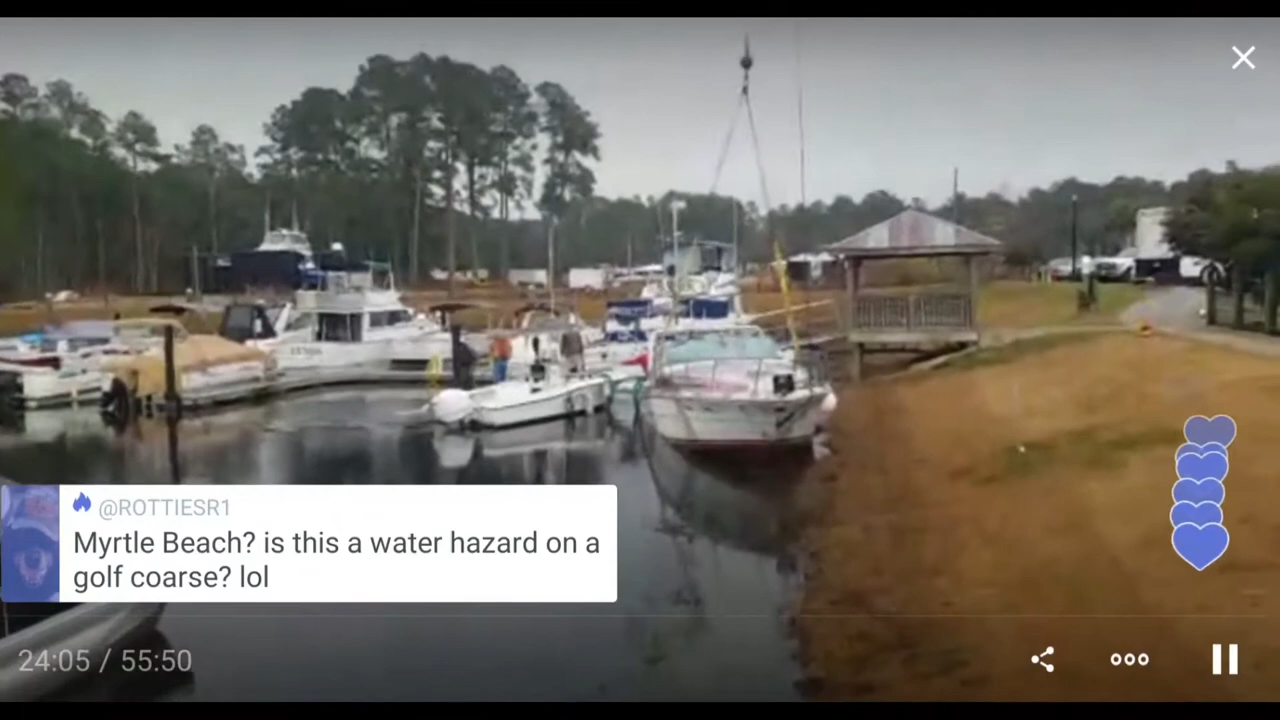 @ROTTIESR1
Myrtle Beach? is this a water hazard on a
golf coarse? lol
24:05 / 55:50